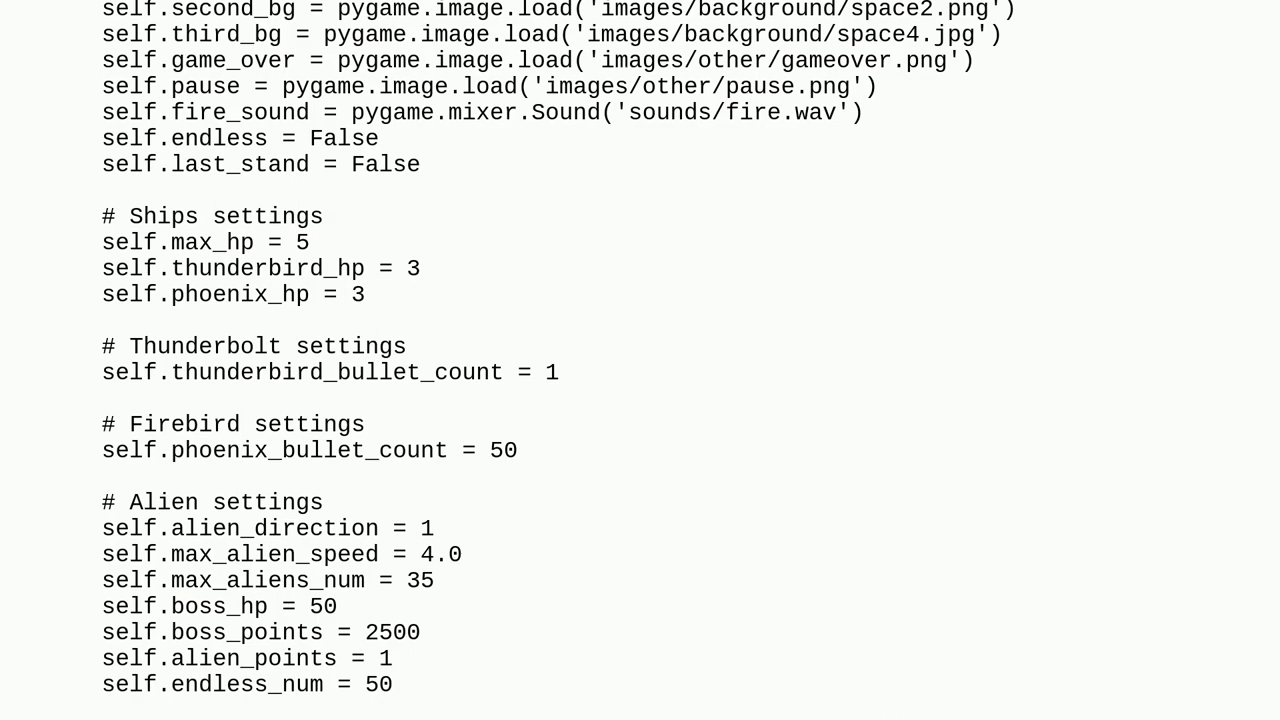 self.second_bg = pygame.image.load('images/background/space2.png')
self.third_bg = pygame.image.load('images/background/space4.jpg')
self.game_over = pygame.image.load('images/other/gameover.png')
self.pause = pygame.image.load('images/other/pause.png')
self.fire_sound = pygame.mixer.Sound('sounds/fire.wav')
self.endless = False
self.last_stand = False
# Ships settings
self.max_hp = 5
self.thunderbird_hp = 3
self.phoenix_hp = 3
# Thunderbolt settings
self.thunderbird_bullet_count = 1
# Firebird settings
self.phoenix_bullet_count = 50
# Alien settings
self.alien_direction = 1
self.max_alien_speed = 4.0
self.max_aliens_num = 35
self.boss_hp = 50
self.boss_points = 2500
self.alien_points = 1
self.endless_num = 50